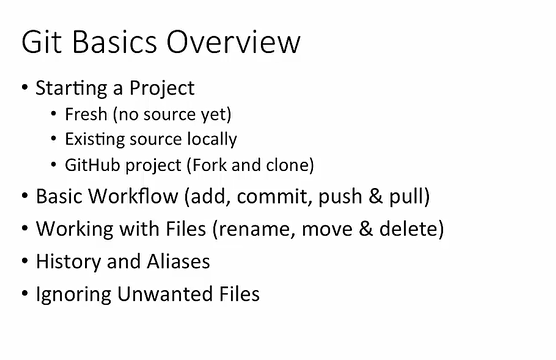 Git Basics Overview
• Starting a Project
• Fresh (no source yet)
• Existing source locally
• GitHub project (Fork and clone)
• Basic Workflow (add, commit, push & pull)
• Working with Files (rename, move & delete)
• History and Aliases
• Ignoring Unwanted Files